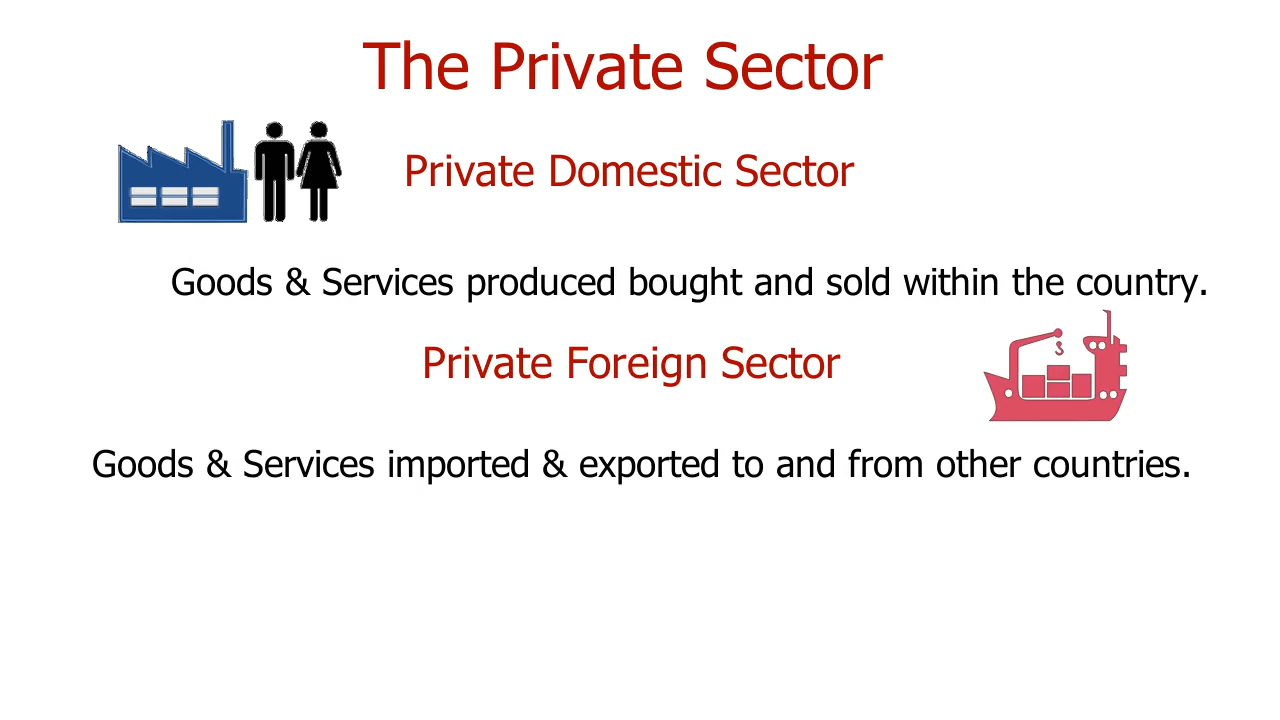 The Private Sector
Private Domestic Sector
Goods & Services produced bought and sold within the country.
Private Foreign Sector
Goods & Services imported & exported to and from other countries.